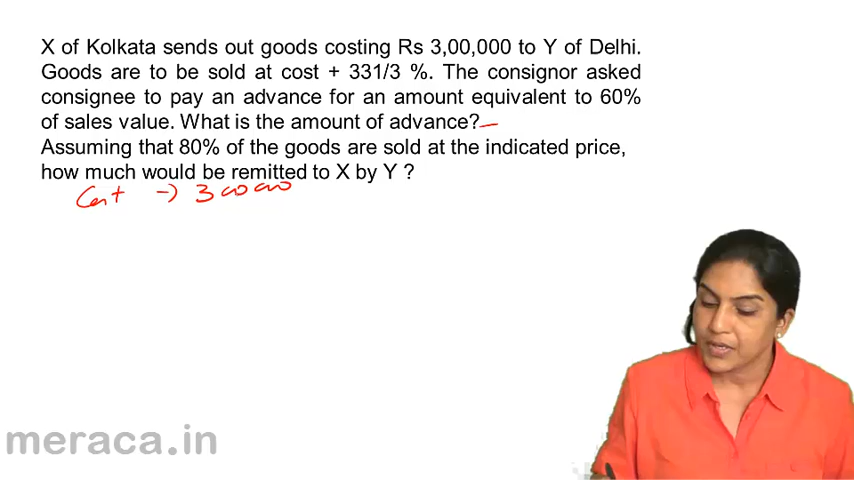 X of Kolkata sends out goods costing Rs 3,00,000 to Y of Delhi.
Goods are to be sold at cost + 331/3 %. The consignor asked
consignee to pay an advance for an amount equivalent to 60%
of sales value. What is the amount of advance?
Assuming that 80% of the goods are sold at the indicated price,
how much would be remitted to X by Y ?
Cost → 300000
meraca.in